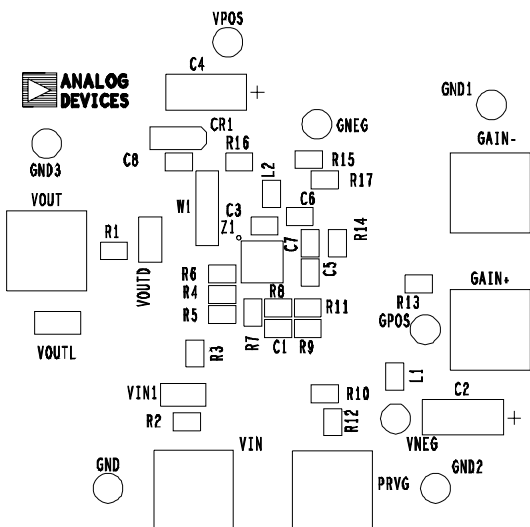 VPOS
C4
ANALOG
DEVICES
GND1
GNEG
CR1
GAIN-
GND3
C8
R16
R15
L2
R17
VOUT
W1
C3
C6
Z1
R14
R1
C7
VOUTD
C5
R6
R4
R13
GAIN+
R8
R5
R11
GPOS
R7
C1
R9
VOUTL
R3
L1
VIN1
R10
C2
R2
R12
VIN
VNEG
GND
GND2
PRVG